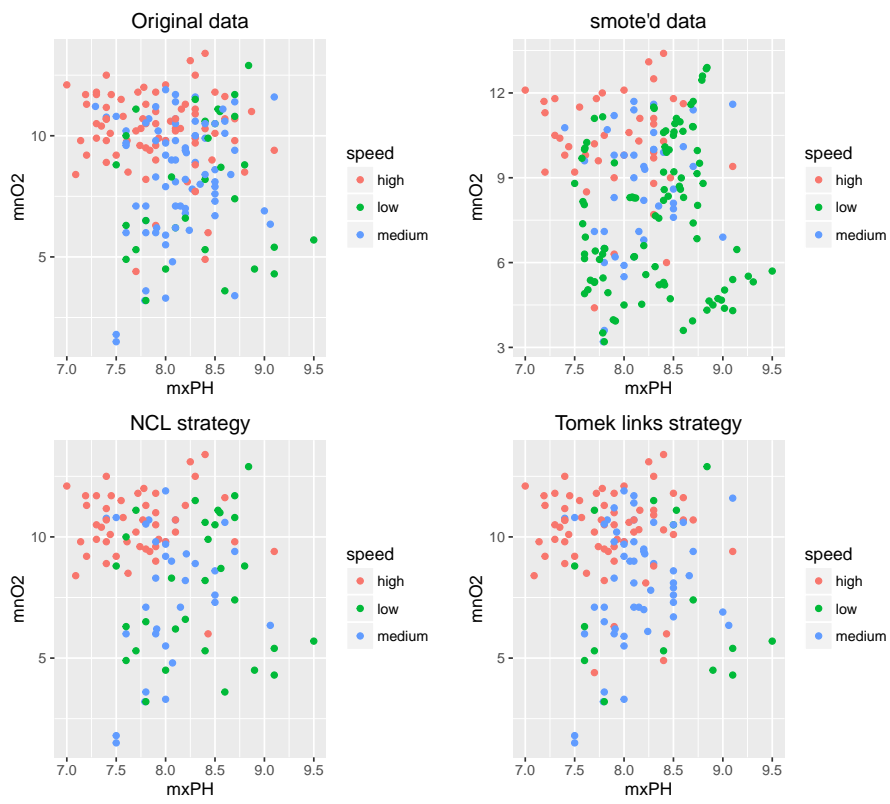 Original data
mnO2
10
5
7.0 7.5 8.0 8.5 9.0 9.5
mxPH
speed
high
low
medium
smote'd data
mnO2
12
9
6
3
7.0 7.5 8.0 8.5 9.0 9.5
mxPH
speed
high
low
medium
NCL strategy
mnO2
10
5
7.0 7.5 8.0 8.5 9.0 9.5
mxPH
speed
high
low
medium
Tomek links strategy
mnO2
10
5
7.0 7.5 8.0 8.5 9.0 9.5
mxPH
speed
high
low
medium